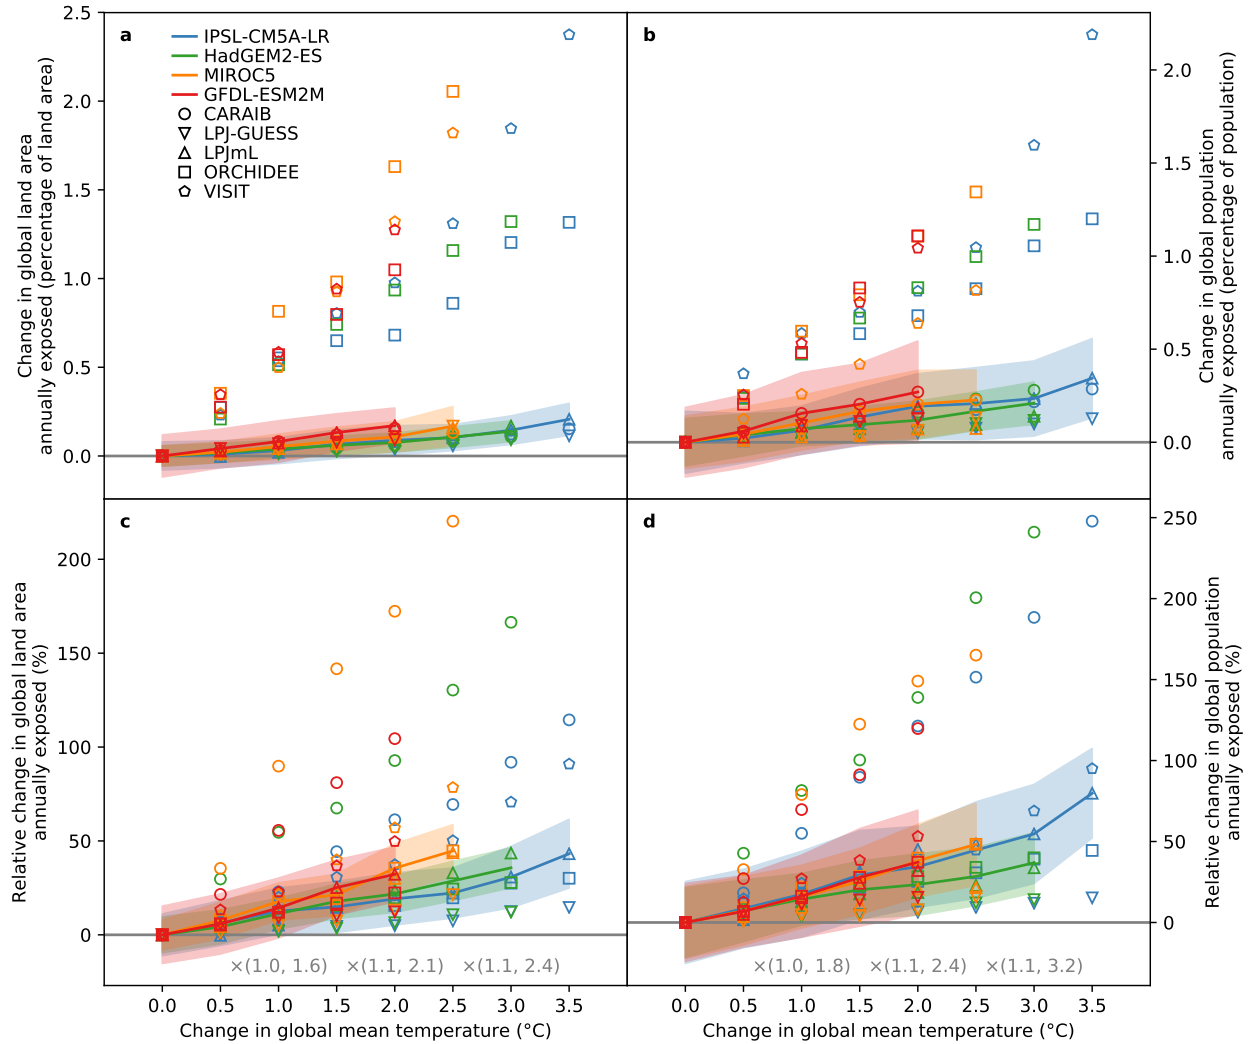 a
IPSL-CM5A-LR
HadGEM2-ES
MIROC5
GFDL-ESM2M
CARAIB
LPJ-GUESS
LPJmL
ORCHIDEE
VISIT
2.5
2.0
1.5
1.0
0.5
0.0
Change in global land area
annually exposed (percentage of land area)
b
2.0
1.5
1.0
0.5
0.0
Change in global population
annually exposed (percentage of population)
c
200
150
100
50
0
Relative change in global land area
annually exposed (%)
×(1.0, 1.6) ×(1.1, 2.1) ×(1.1, 2.4)
0.0 0.5 1.0 1.5 2.0 2.5 3.0 3.5
Change in global mean temperature (°C)
d
250
200
150
100
50
0
Relative change in global population
annually exposed (%)
×(1.0, 1.8) ×(1.1, 2.4) ×(1.1, 3.2)
0.0 0.5 1.0 1.5 2.0 2.5 3.0 3.5
Change in global mean temperature (°C)